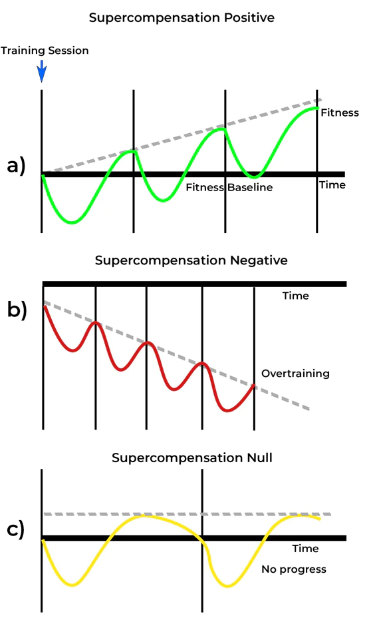 Supercompensation Positive
Training Session
Fitness
a)
Fitness Baseline
Time
Supercompensation Negative
Time
b)
Overtraining
Supercompensation Null
c)
Time
No progress